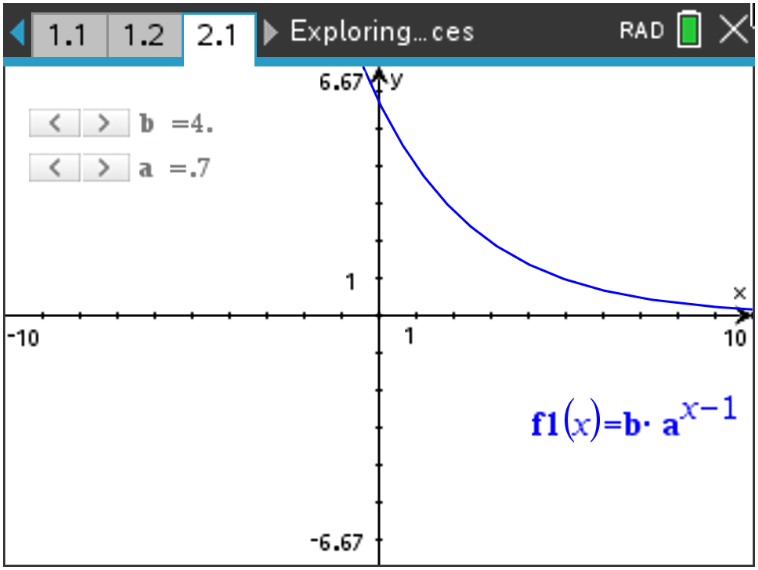 1.1 1.2 2.1 Exploring...ces RAD
6.67 y
b =4.
a =.7
1
x
-10 1 10
f1(x)=b· a^(x-1)
-6.67